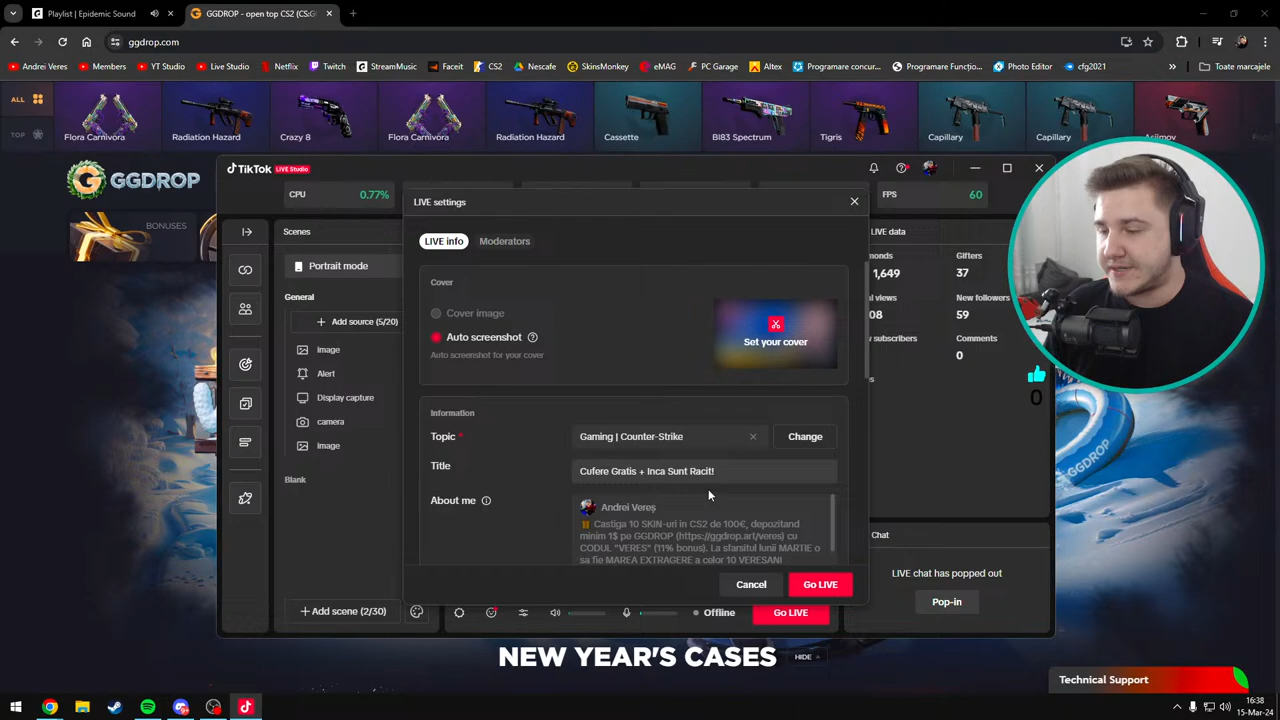 Playlist | Epidemic Sound
GGDROP - open top CS2 (CS:G
ggdrop.com
Andrei Veres
Members
YT Studio
Live Studio
Netflix
Twitch
StreamMusic
Faceit
CS2
Nescafe
SkinsMonkey
eMAG
PC Garage
Altex
Programare concur...
Programare Funcțio...
Photo Editor
cfg2021
Toate marcajele
ALL
TOP
Flora Carnivora
Radiation Hazard
Crazy 8
Flora Carnivora
Radiation Hazard
Cassette
Bl83 Spectrum
Tigris
Capillary
Capillary
Asiimov
GGDROP
BONUSES
TikTok LIVE Studio
CPU 0.77%
FPS 60
Scenes
Portrait mode
General
Add source (5/20)
Image
Alert
Display capture
camera
Image
Blank
Add scene (2/30)
LIVE settings
LIVE info
Moderators
Cover
Cover image
Auto screenshot
Auto screenshot for your cover
Set your cover
Information
Topic *
Gaming | Counter-Strike
Change
Title
Cufere Gratis + Inca Sunt Racit!
About me
Andrei Vereș
Castiga 10 SKIN-uri in CS2 de 100€, depozitand
minim 1$ pe GGDROP (https://ggdrop.art/veres) cu
CODUL "VERES" (11% bonus). La sfarsitul lunii MARTIE o
sa fie MAREA EXTRAGERE a celor 10 VERESANI
Cancel
Go LIVE
Offline
Go LIVE
LIVE data
Gifters
1,649
37
New followers
59
Comments
0
0
Chat
LIVE chat has popped out
Pop-in
GGDROP
NEW YEAR'S CASES
HIDE
Technical Support
16:38
15-Mar-24